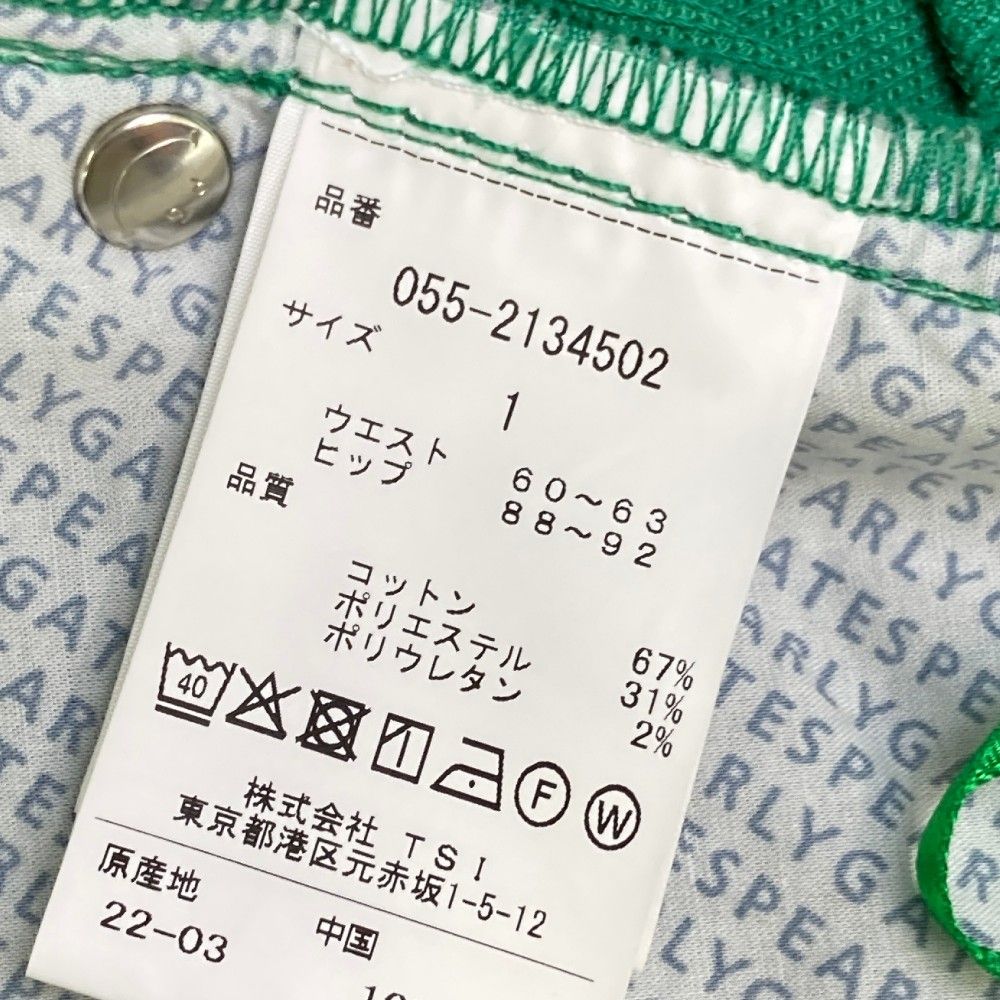 品番
055-2134502
サイズ
1
ウエスト 60～63
ヒップ 88～92
品質
コットン 67%
ポリエステル 31%
ポリウレタン 2%
40
F
W
株式会社 TSI
東京都港区元赤坂1-5-12
原産地
22-03 中国
PEARLY GATES